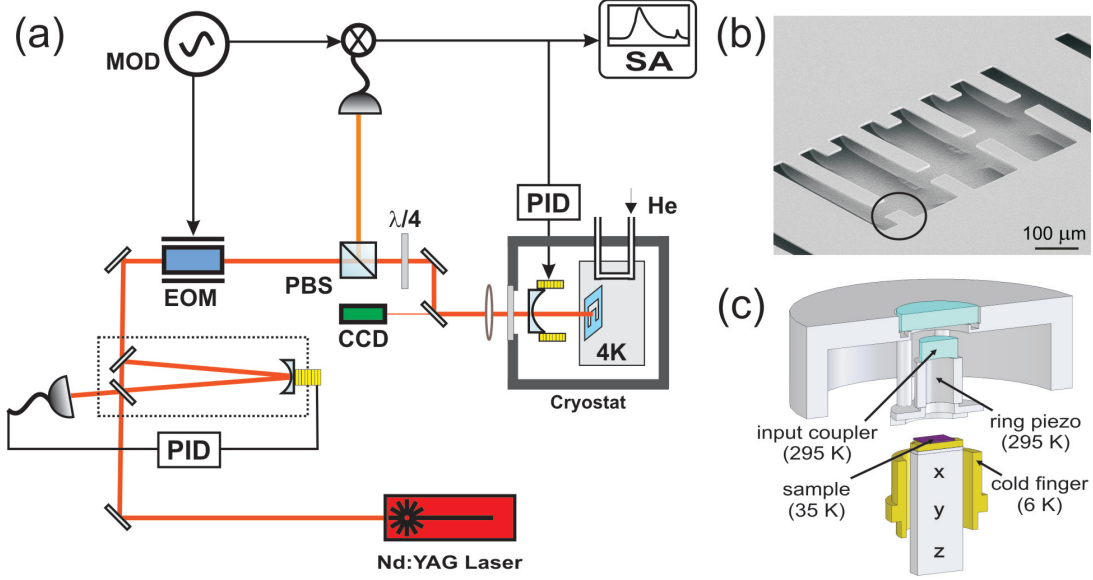 (a)
MOD
SA
PID
He
λ/4
PBS
EOM
CCD
4K
Cryostat
PID
Nd:YAG Laser
(b)
100 μm
(c)
input coupler
(295 K)
ring piezo
(295 K)
sample
(35 K)
cold finger
(6 K)
x
y
z